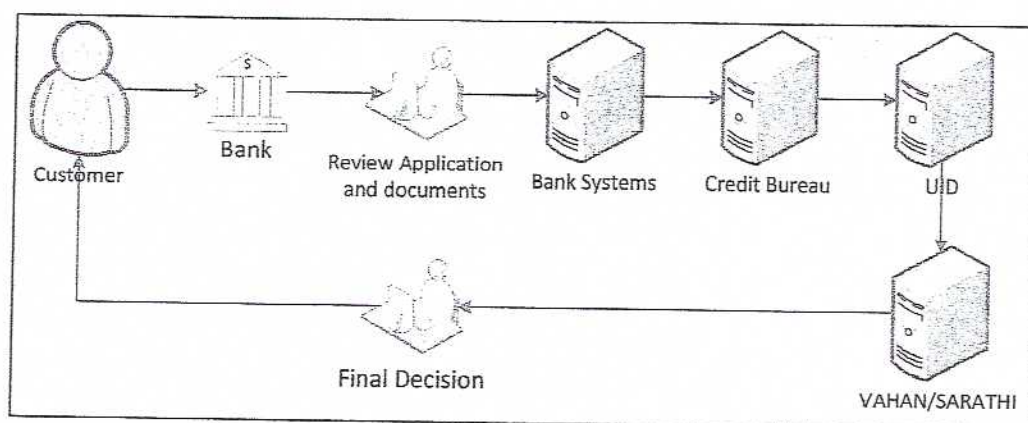 $
Customer
Bank
Review Application
and documents
Bank Systems
Credit Bureau
UID
Final Decision
VAHAN/SARATHI